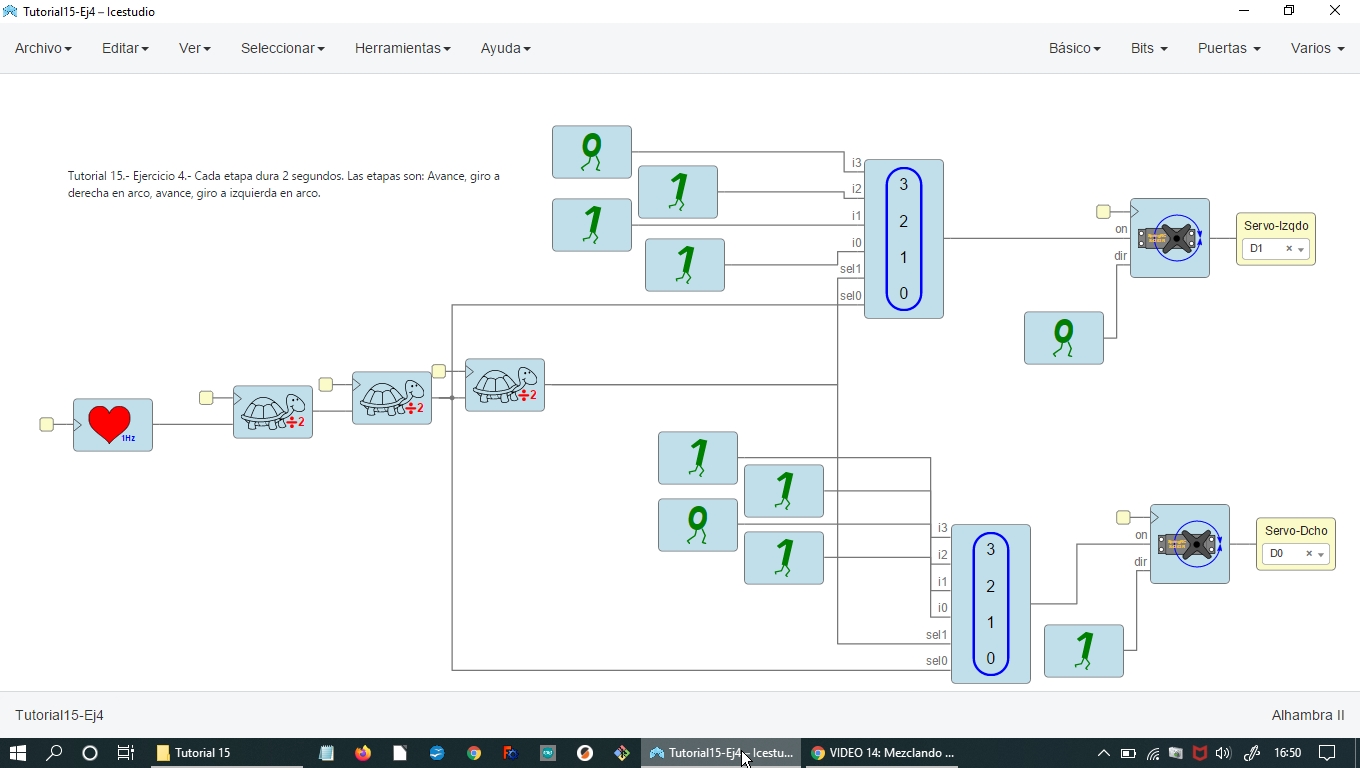 Tutorial15-Ej4 – Icestudio
Archivo Editar Ver Seleccionar Herramientas Ayuda Básico Bits Puertas Varios
Tutorial 15.- Ejercicio 4.- Cada etapa dura 2 segundos. Las etapas son: Avance, giro a
derecha en arco, avance, giro a izquierda en arco.
0
1
1
1
i3
i2
i1
i0
sel1
sel0
3
2
1
0
on
dir
Servo-Izqdo
D1
0
1Hz
÷2
÷2
÷2
1
1
0
1
i3
i2
i1
i0
sel1
sel0
3
2
1
0
on
dir
Servo-Dcho
D0
1
Tutorial15-Ej4 Alhambra II
Tutorial 15 Tutorial15-Ej4 – Icestu... VIDEO 14: Mezclando ... 16:50